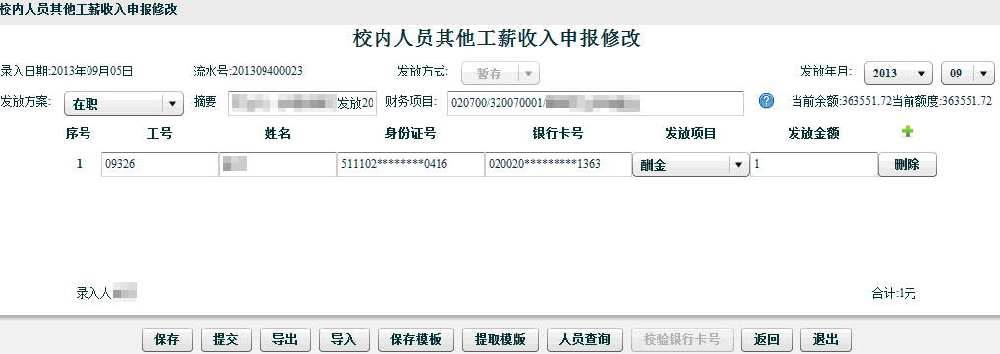 校内人员其他工薪收入申报修改
校内人员其他工薪收入申报修改
录入日期:2013年09月05日 流水号:201309400023 发放方式: 暂存 发放年月: 2013 09
发放方案: 在职 摘要 发放20 财务项目: 020700/320070001/ ? 当前余额:363551.72当前额度:363551.72
序号 工号 姓名 身份证号 银行卡号 发放项目 发放金额
1 09326 511102********0416 020020*********1363 酬金 1 删除
录入人 合计:1元
保存 提交 导出 导入 保存模板 提取模版 人员查询 校验银行卡号 返回 退出